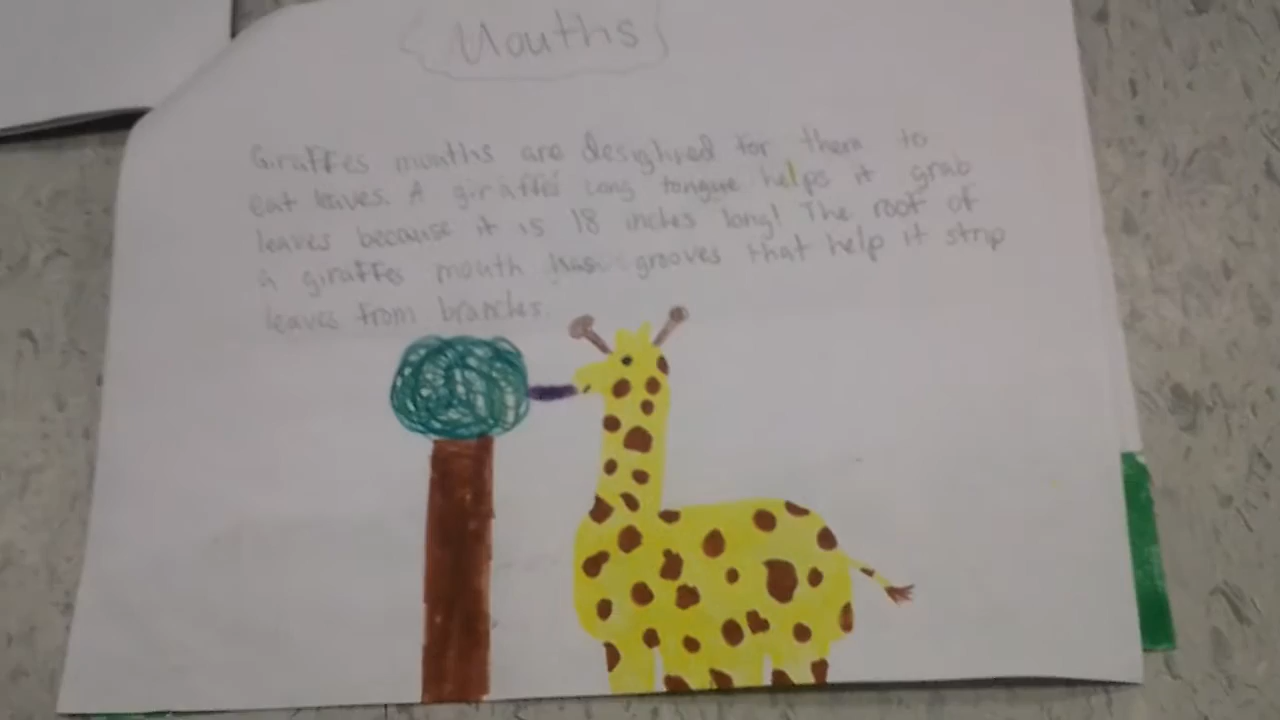 Mouths
Giraffes mouths are desighned for them to
eat leaves. A giraffes long tongue helps it grab
leaves because it is 18 inches long! The roof of
a giraffes mouth has grooves that help it strip
leaves from branches.